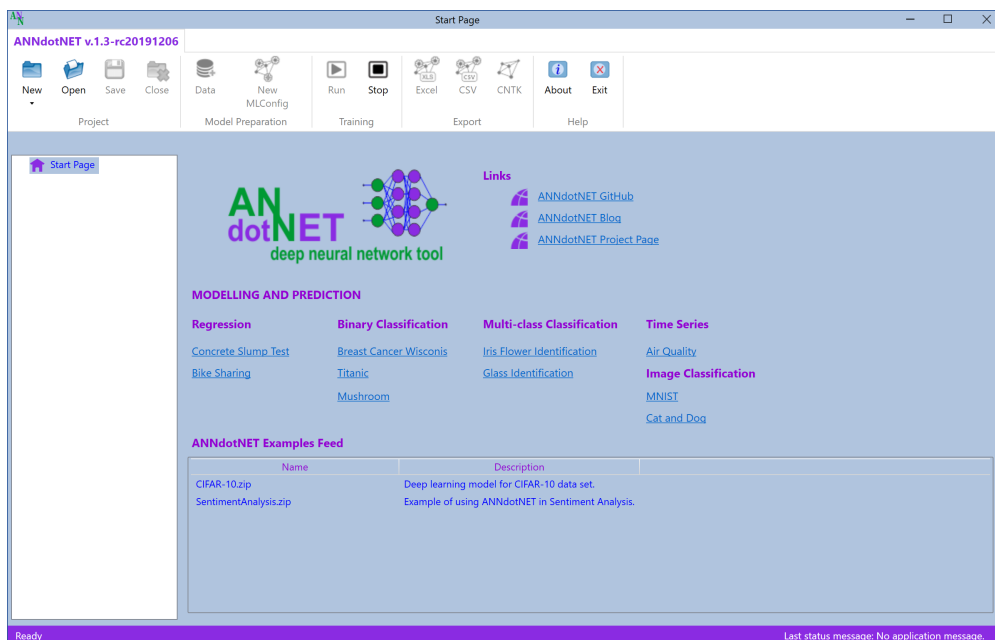 Start Page
ANNdotNET v.1.3-rc20191206
New Open Save Close Data New MLConfig Run Stop Excel CSV CNTK About Exit
XLS CSV
Project Model Preparation Training Export Help
Start Page
ANN
dotNET
deep neural network tool
Links
ANNdotNET GitHub
ANNdotNET Blog
ANNdotNET Project Page
MODELLING AND PREDICTION
Regression
Concrete Slump Test
Bike Sharing
Binary Classification
Breast Cancer Wisconis
Titanic
Mushroom
Multi-class Classification
Iris Flower Identification
Glass Identification
Time Series
Air Quality
Image Classification
MNIST
Cat and Dog
ANNdotNET Examples Feed
Name Description
CIFAR-10.zip Deep learning model for CIFAR-10 data set.
SentimentAnalysis.zip Example of using ANNdotNET in Sentiment Analysis.
Ready Last status message: No application message.